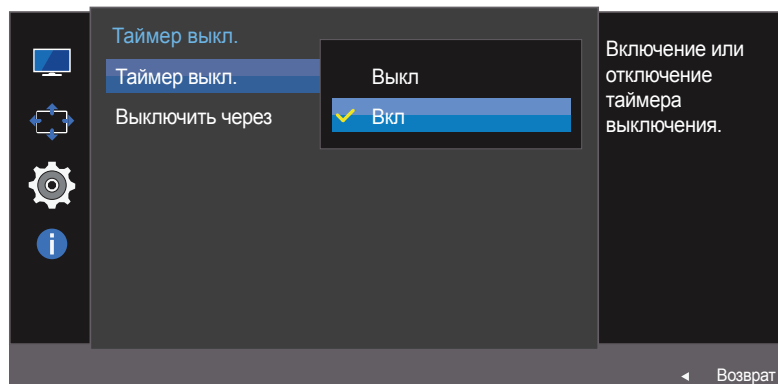 Таймер выкл.
Таймер выкл.
Выкл
Выключить через
Вкл
Включение или
отключение
таймера
выключения.
Возврат